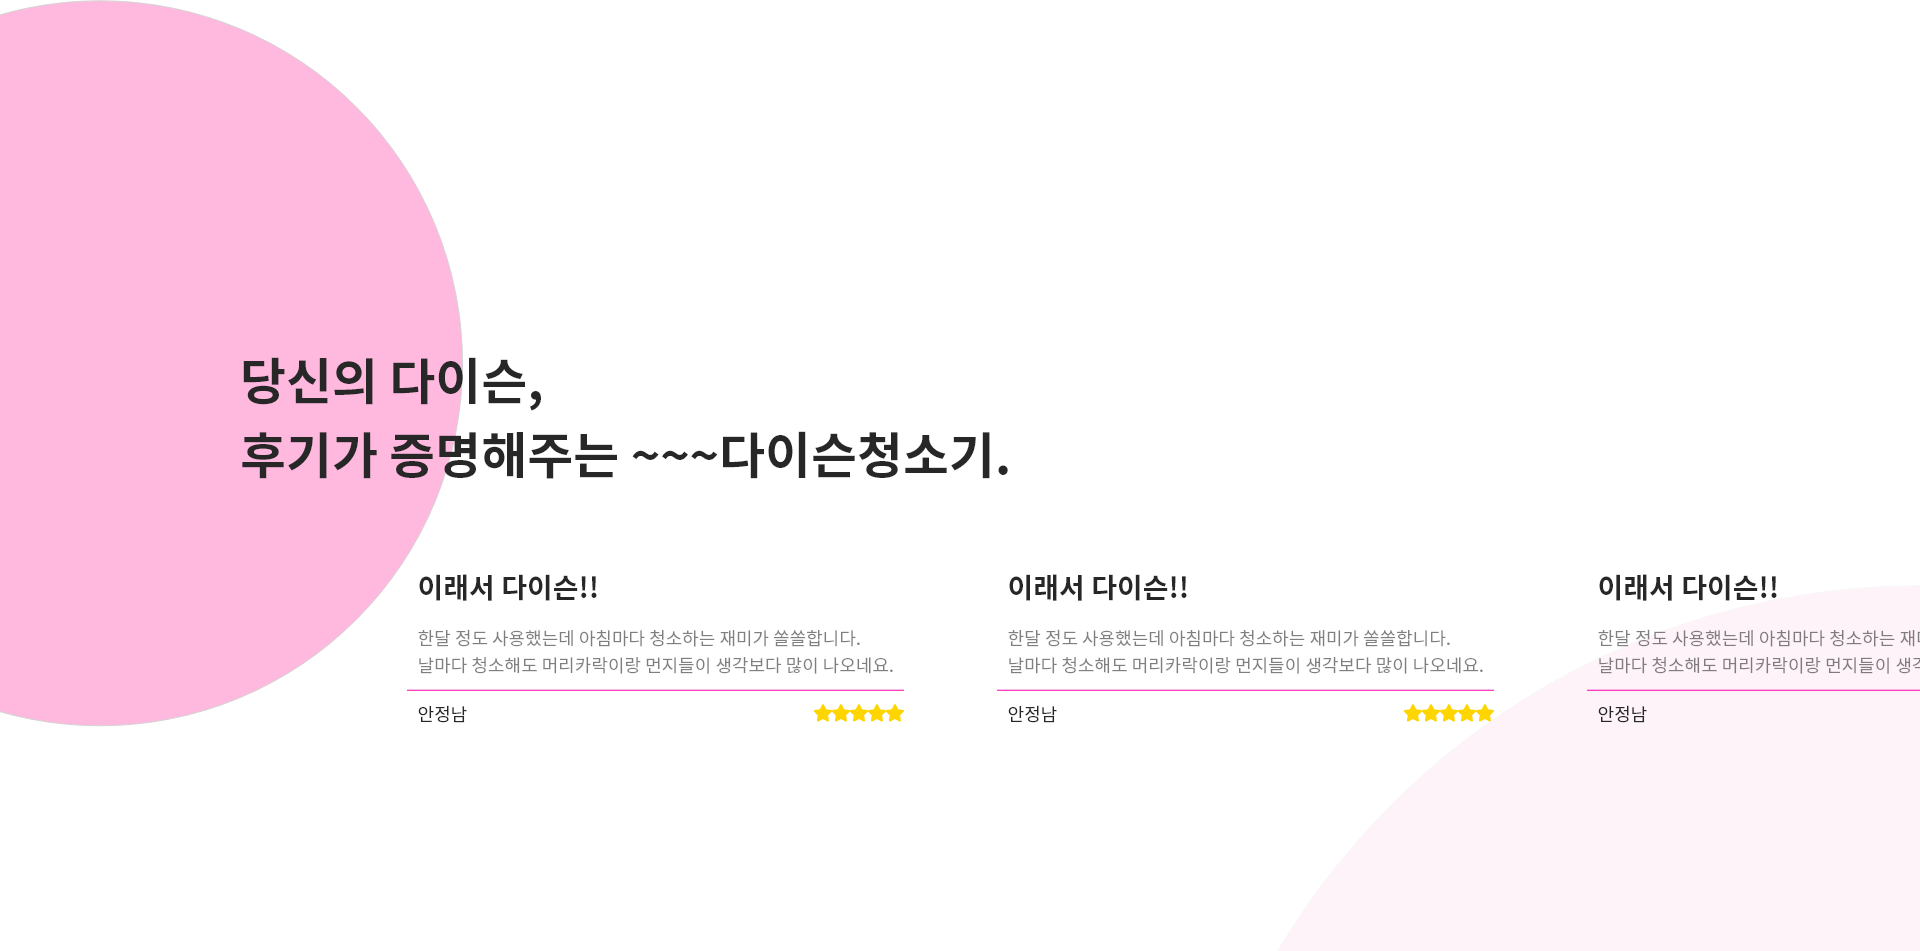 당신의 다이슨,
후기가 증명해주는 ~~~다이슨청소기.
이래서 다이슨!!
한달 정도 사용했는데 아침마다 청소하는 재미가 쏠쏠합니다.
날마다 청소해도 머리카락이랑 먼지들이 생각보다 많이 나오네요.
안정남
이래서 다이슨!!
한달 정도 사용했는데 아침마다 청소하는 재미가 쏠쏠합니다.
날마다 청소해도 머리카락이랑 먼지들이 생각보다 많이 나오네요.
안정남
이래서 다이슨!!
한달 정도 사용했는데 아침마다 청소하는
날마다 청소해도 머리카락이랑 먼지들이
안정남